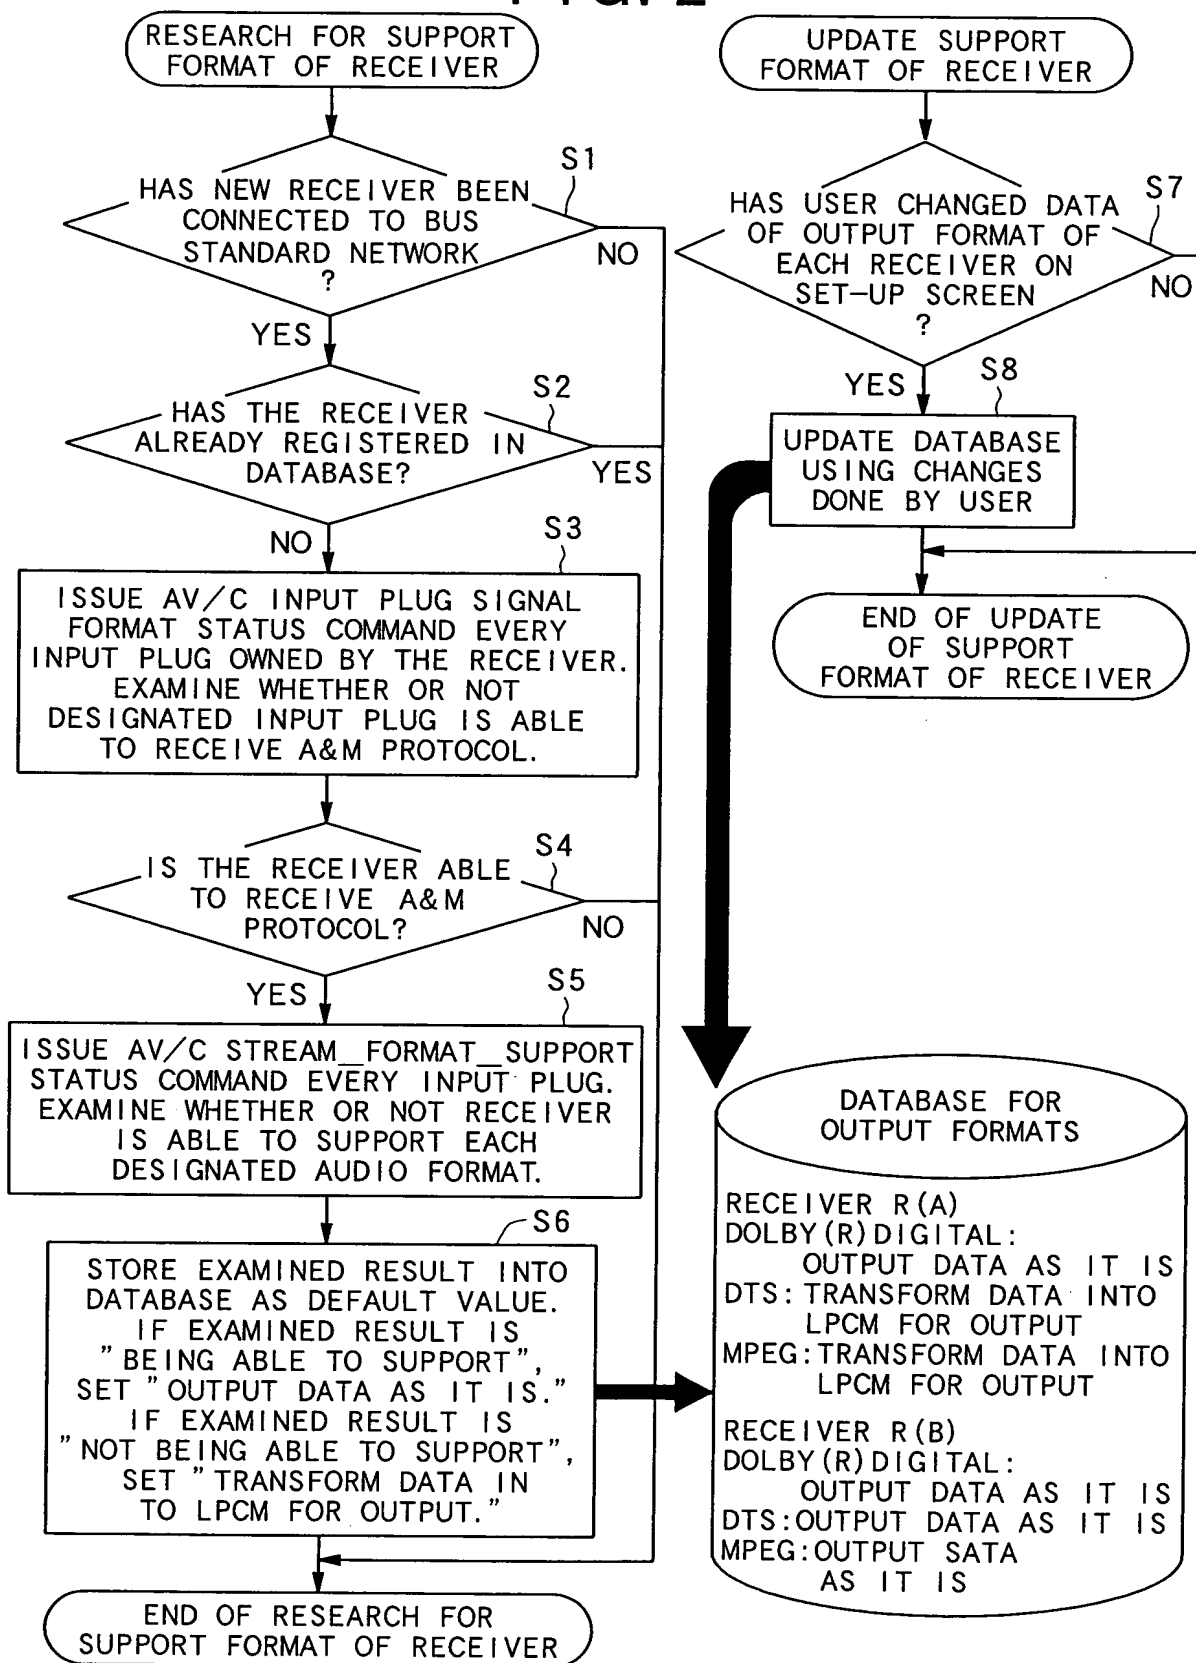 FIG. 2
RESEARCH FOR SUPPORT
FORMAT OF RECEIVER
HAS NEW RECEIVER BEEN
CONNECTED TO BUS
STANDARD NETWORK
?
S1
NO
YES
HAS THE RECEIVER
ALREADY REGISTERED IN
DATABASE?
S2
YES
NO
S3
ISSUE AV/C INPUT PLUG SIGNAL
FORMAT STATUS COMMAND EVERY
INPUT PLUG OWNED BY THE RECEIVER.
EXAMINE WHETHER OR NOT
DESIGNATED INPUT PLUG IS ABLE
TO RECEIVE A&M PROTOCOL.
IS THE RECEIVER ABLE
TO RECEIVE A&M
PROTOCOL?
S4
NO
YES
S5
ISSUE AV/C STREAM_FORMAT_SUPPORT
STATUS COMMAND EVERY INPUT PLUG.
EXAMINE WHETHER OR NOT RECEIVER
IS ABLE TO SUPPORT EACH
DESIGNATED AUDIO FORMAT.
S6
STORE EXAMINED RESULT INTO
DATABASE AS DEFAULT VALUE.
IF EXAMINED RESULT IS
"BEING ABLE TO SUPPORT",
SET "OUTPUT DATA AS IT IS."
IF EXAMINED RESULT IS
"NOT BEING ABLE TO SUPPORT",
SET "TRANSFORM DATA IN
TO LPCM FOR OUTPUT."
END OF RESEARCH FOR
SUPPORT FORMAT OF RECEIVER
UPDATE SUPPORT
FORMAT OF RECEIVER
HAS USER CHANGED DATA
OF OUTPUT FORMAT OF
EACH RECEIVER ON
SET-UP SCREEN
?
S7
NO
YES
S8
UPDATE DATABASE
USING CHANGES
DONE BY USER
END OF UPDATE
OF SUPPORT
FORMAT OF RECEIVER
DATABASE FOR
OUTPUT FORMATS
RECEIVER R(A)
DOLBY(R)DIGITAL:
OUTPUT DATA AS IT IS
DTS:TRANSFORM DATA INTO
LPCM FOR OUTPUT
MPEG:TRANSFORM DATA INTO
LPCM FOR OUTPUT
RECEIVER R(B)
DOLBY(R)DIGITAL:
OUTPUT DATA AS IT IS
DTS:OUTPUT DATA AS IT IS
MPEG:OUTPUT SATA
AS IT IS